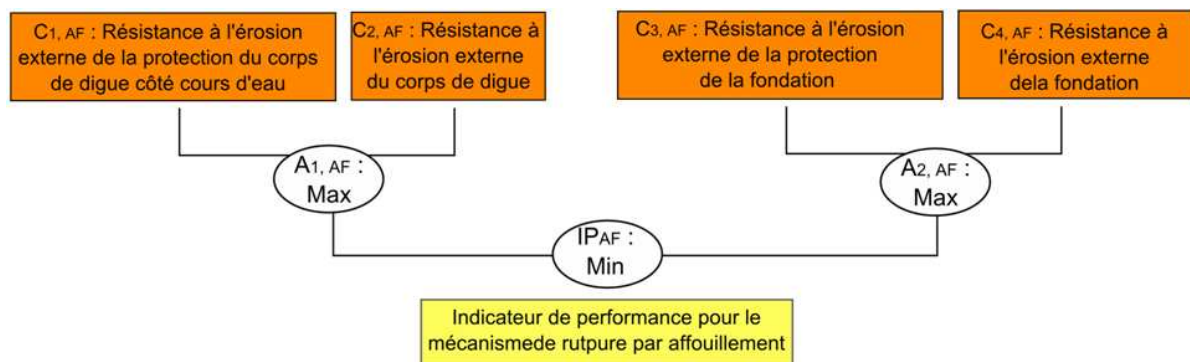 C1, AF : Résistance à l'érosion
externe de la protection du corps
de digue côté cours d'eau
C2, AF : Résistance à
l'érosion externe
du corps de digue
C3, AF : Résistance à l'érosion
externe de la protection
de la fondation
C4, AF : Résistance à
l'érosion externe
dela fondation
A1, AF :
Max
A2, AF :
Max
IPAF :
Min
Indicateur de performance pour le
mécanismede rutpure par affouillement